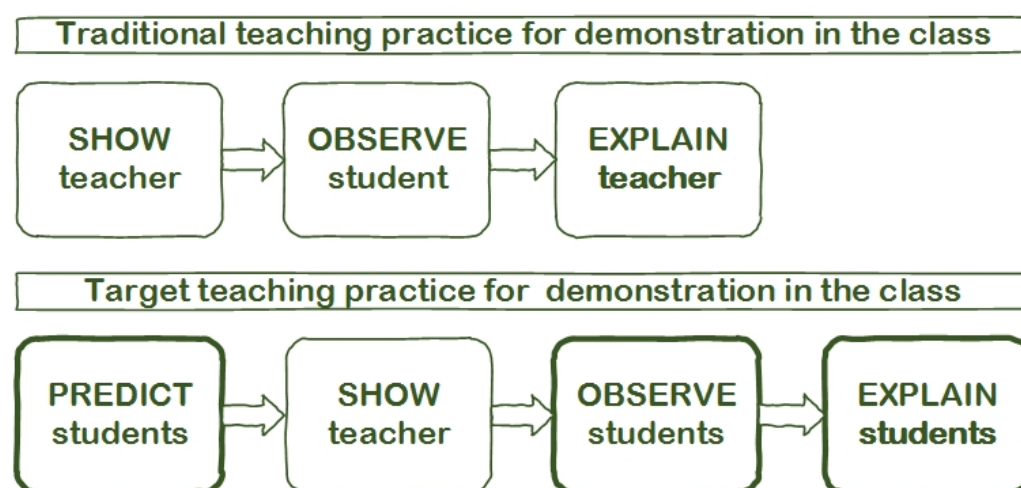 Traditional teaching practice for demonstration in the class
SHOW
teacher
OBSERVE
student
EXPLAIN
teacher
Target teaching practice for demonstration in the class
PREDICT
students
SHOW
teacher
OBSERVE
students
EXPLAIN
students